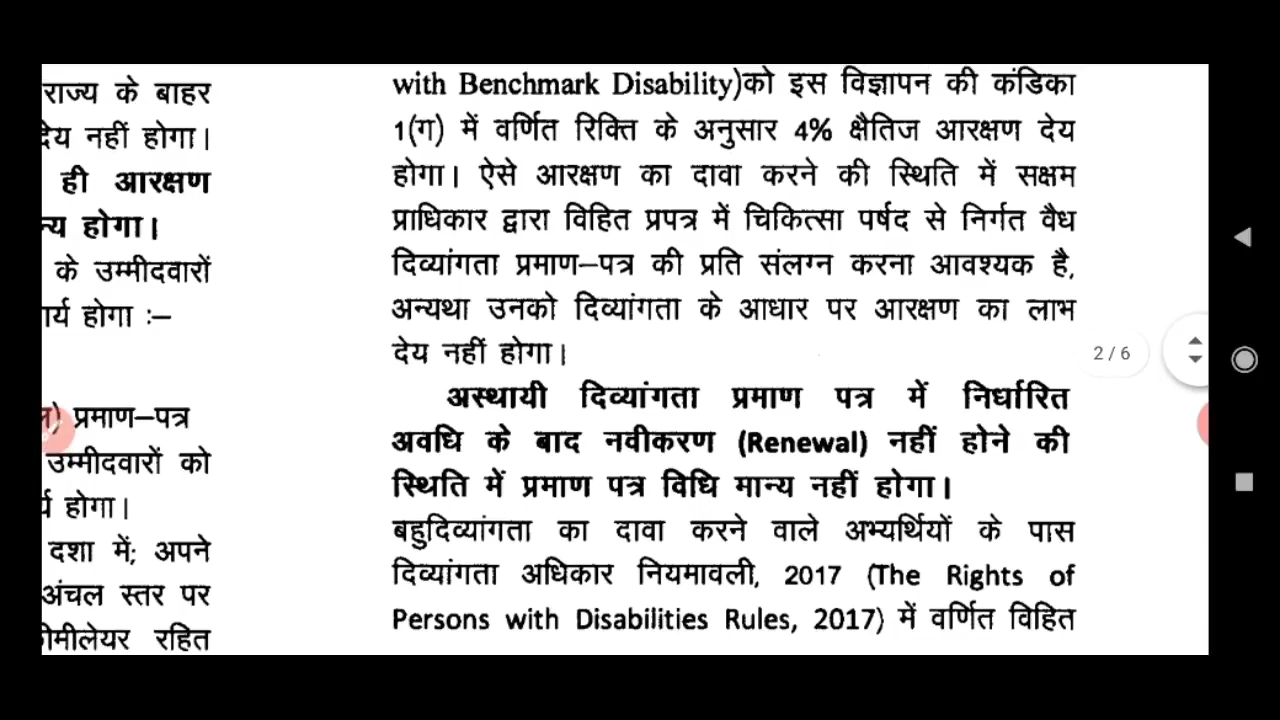 राज्य के बाहर
देय नहीं होगा।
ही आरक्षण
न्य होगा।
के उम्मीदवारों
र्य होगा :–
प्रमाण–पत्र
उम्मीदवारों को
होगा।
दशा में; अपने
अंचल स्तर पर
रहित
with Benchmark Disability)को इस विज्ञापन की कंडिका
1(ग) में वर्णित रिक्ति के अनुसार 4% क्षैतिज आरक्षण देय
होगा। ऐसे आरक्षण का दावा करने की स्थिति में सक्षम
प्राधिकार द्वारा विहित प्रपत्र में चिकित्सा पर्षद से निर्गत वैध
दिव्यांगता प्रमाण–पत्र की प्रति संलग्न करना आवश्यक है,
अन्यथा उनको दिव्यांगता के आधार पर आरक्षण का लाभ
देय नहीं होगा।
अस्थायी दिव्यांगता प्रमाण पत्र में निर्धारित
अवधि के बाद नवीकरण (Renewal) नहीं होने की
स्थिति में प्रमाण पत्र विधि मान्य नहीं होगा।
बहुदिव्यांगता का दावा करने वाले अभ्यर्थियों के पास
दिव्यांगता अधिकार नियमावली, 2017 (The Rights of
Persons with Disabilities Rules, 2017) में वर्णित विहित
2 / 6